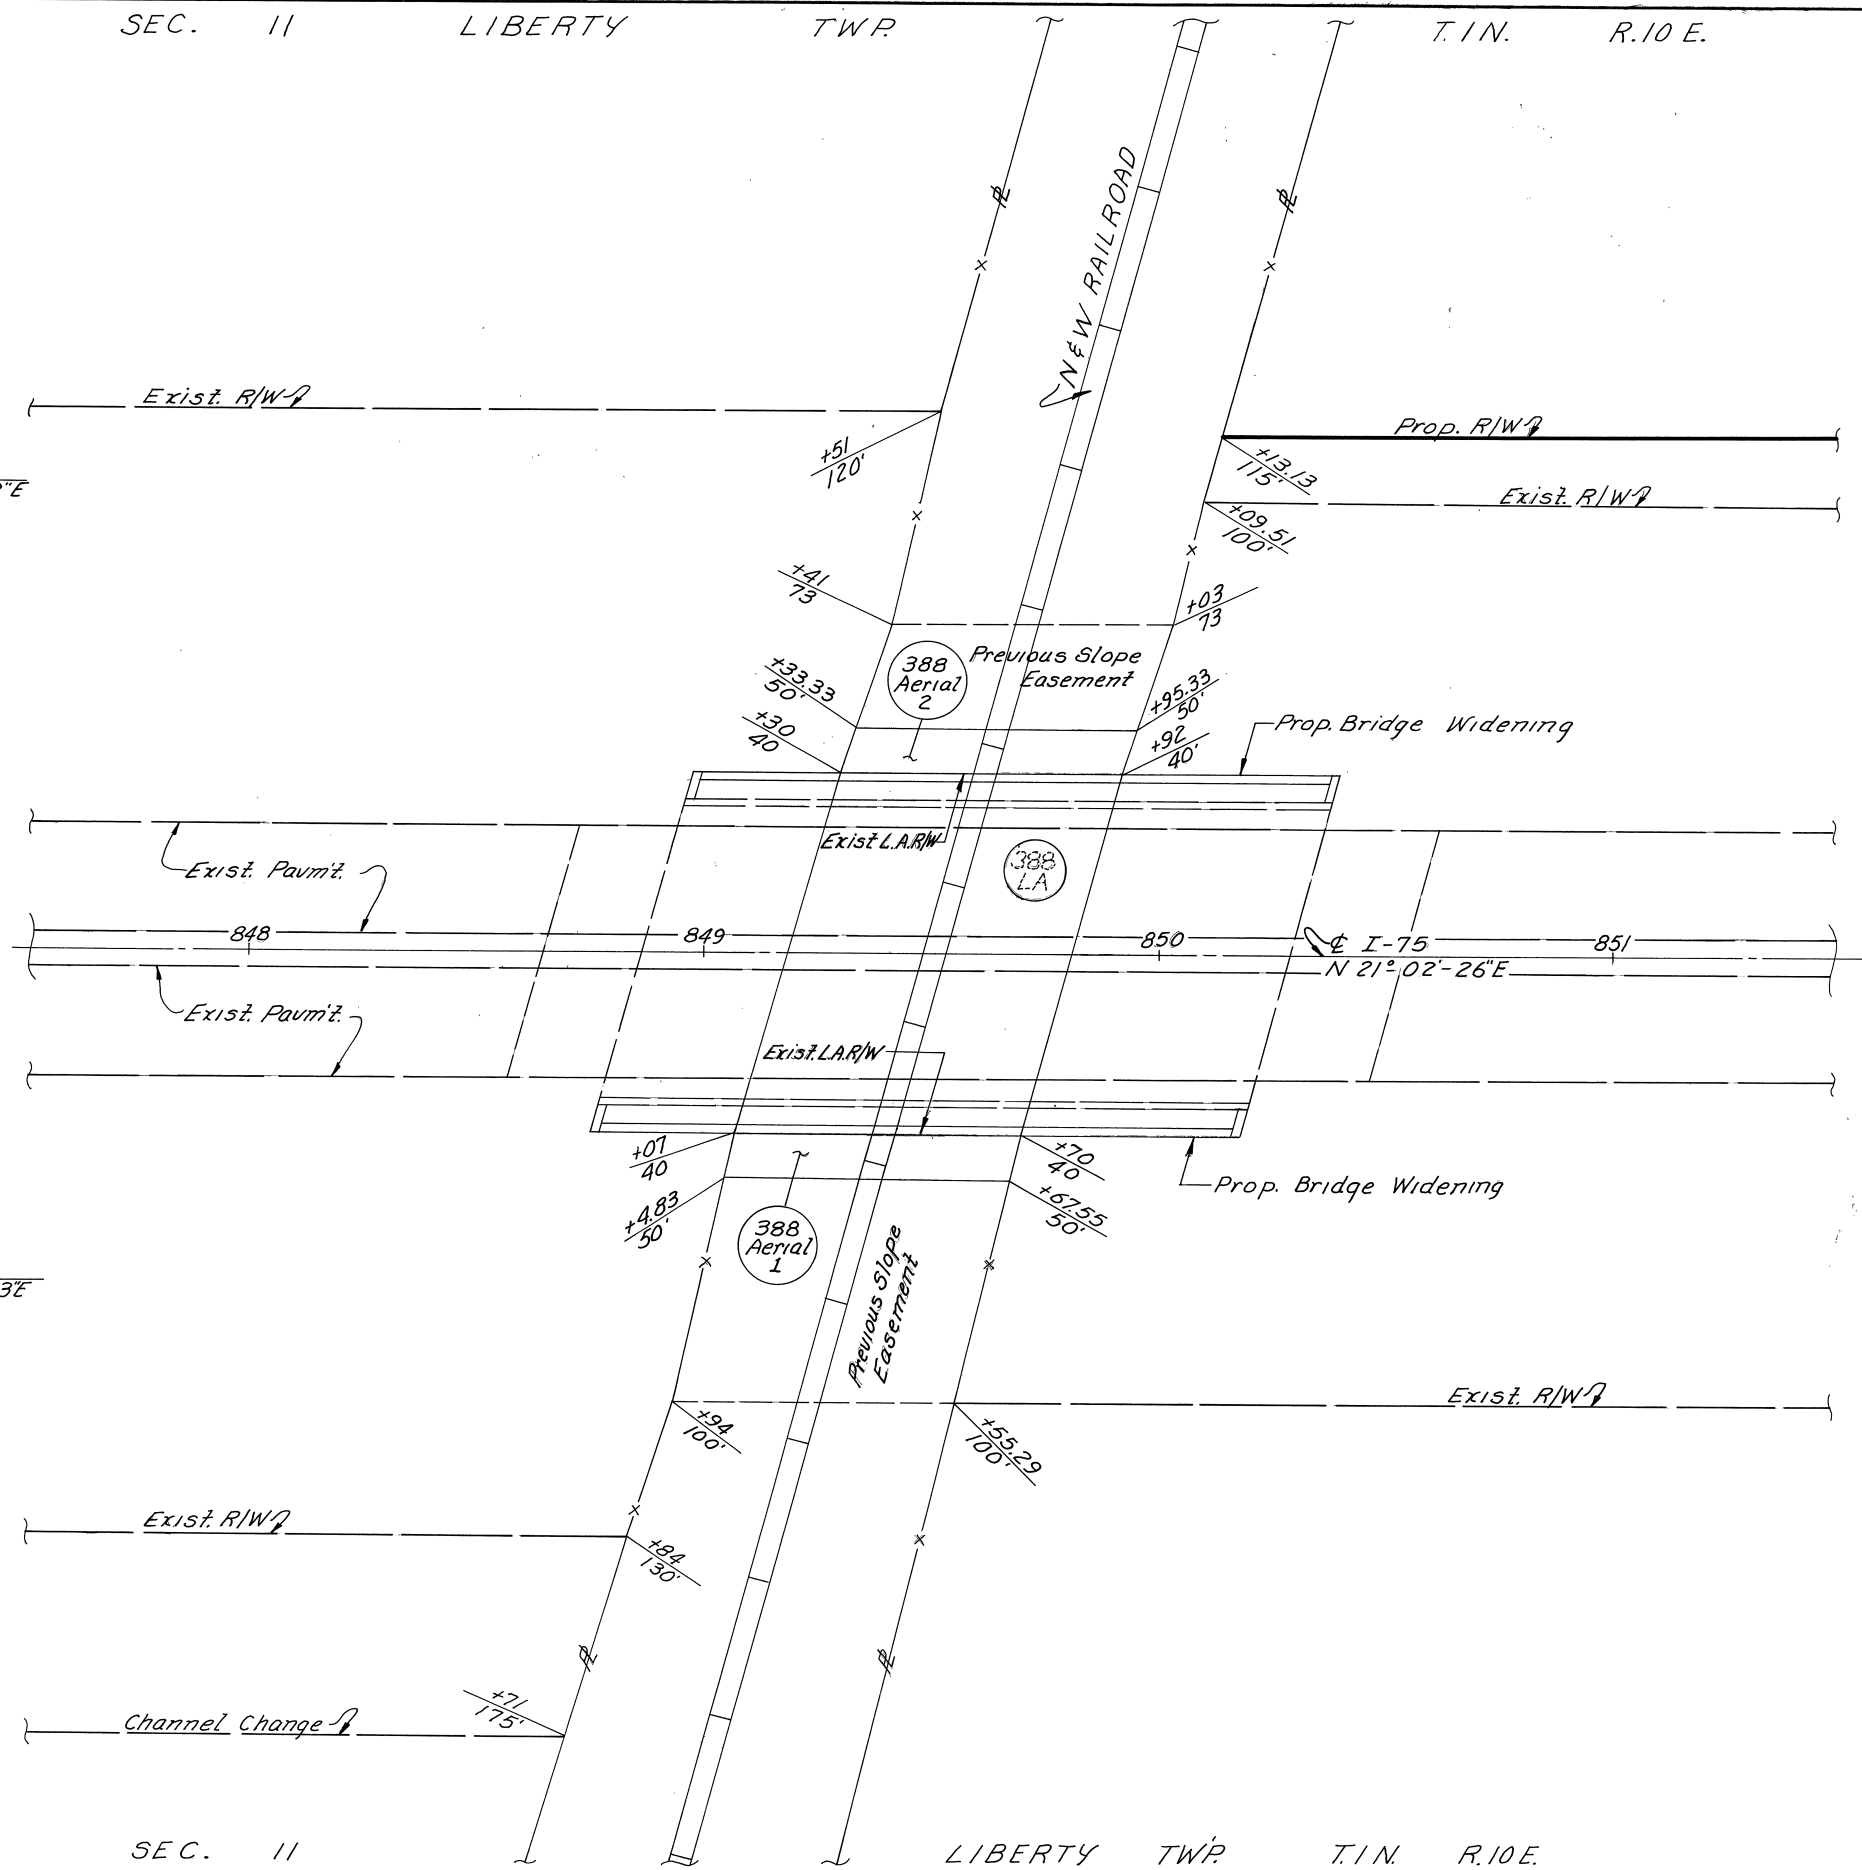 SEC. 11 LIBERTY TWP. T.1N. R.10 E.
N&W RAILROAD
Exist. R/W
Prop. R/W
+51
120'
+13.13
115'
"E
Exist. R/W
+09.51
100'
+41
73
+03
73
388
Aerial
2
Previous Slope
Easement
+33.33
50'
+95.33
50'
+30
40
+92
40'
Prop. Bridge Widening
Exist L.A.R/W
388
LA
Exist. Pavm't.
848 849 850 ℄ I-75 851
N 21°-02'-26"E
Exist. Pavm't.
Exist. L.A.R/W
+07
40
+70
40
Prop. Bridge Widening
+4.83
50'
+67.55
50'
388
Aerial
1
Previous Slope
Easement
3"E
Exist. R/W
+94
100'
+55.29
100'
Exist. R/W
+84
130'
+71
175'
Channel Change
SEC. 11 LIBERTY TWP. T.1N. R.10E.